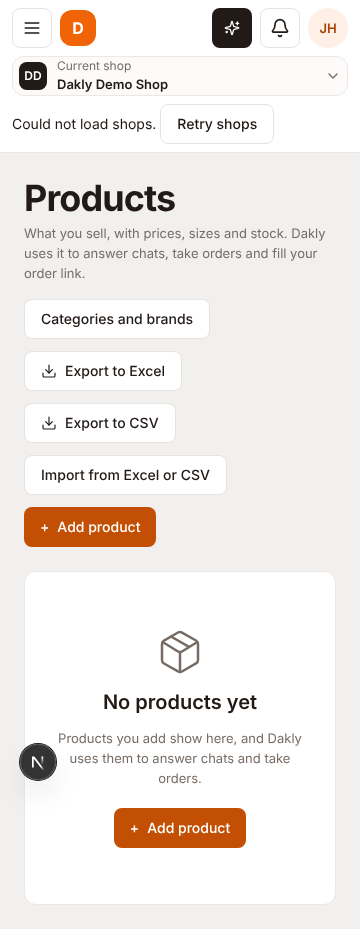 D
JH
DD
Current shop
Dakly Demo Shop
Could not load shops.
Retry shops
Products
What you sell, with prices, sizes and stock. Dakly
uses it to answer chats, take orders and fill your
order link.
Categories and brands
Export to Excel
Export to CSV
Import from Excel or CSV
+ Add product
No products yet
Products you add show here, and Dakly
uses them to answer chats and take
orders.
N
+ Add product